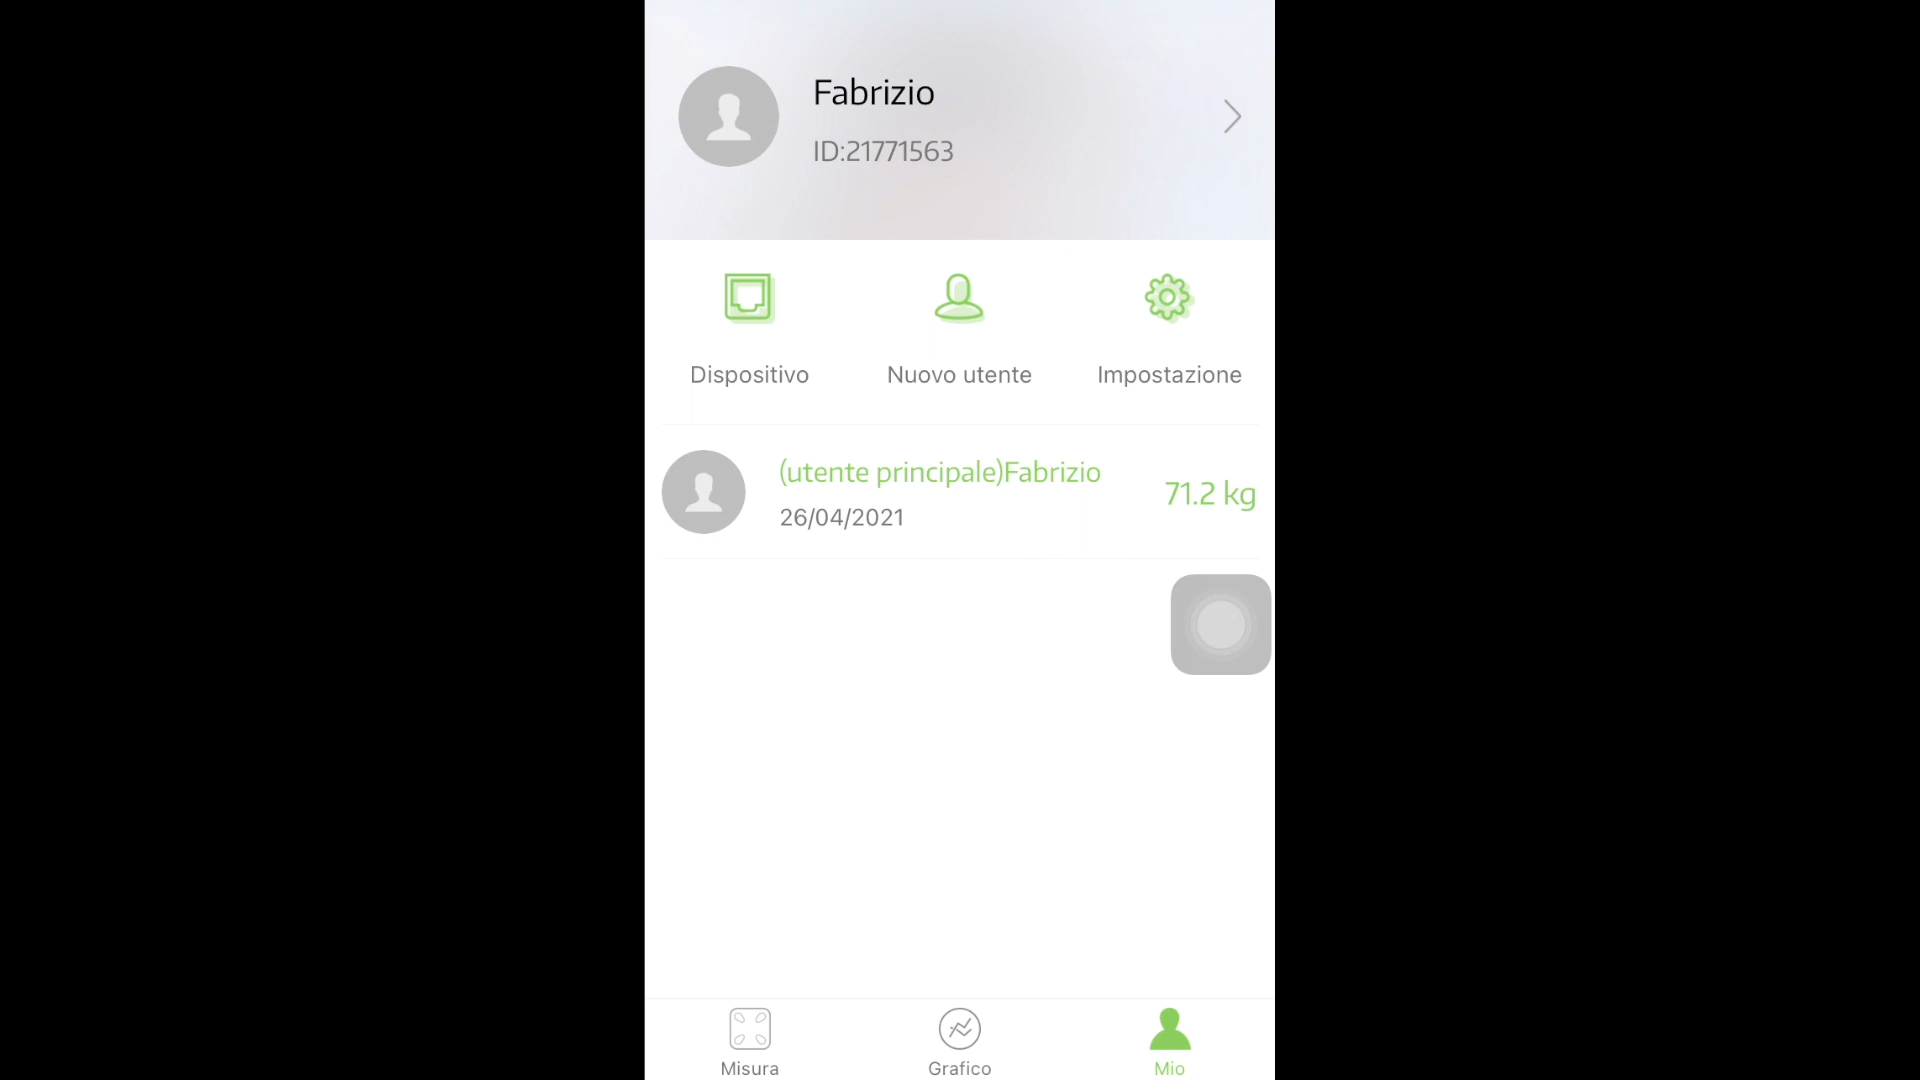 Fabrizio
ID:21771563
Dispositivo
Nuovo utente
Impostazione
(utente principale)Fabrizio
71.2 kg
26/04/2021
Misura
Grafico
Mio